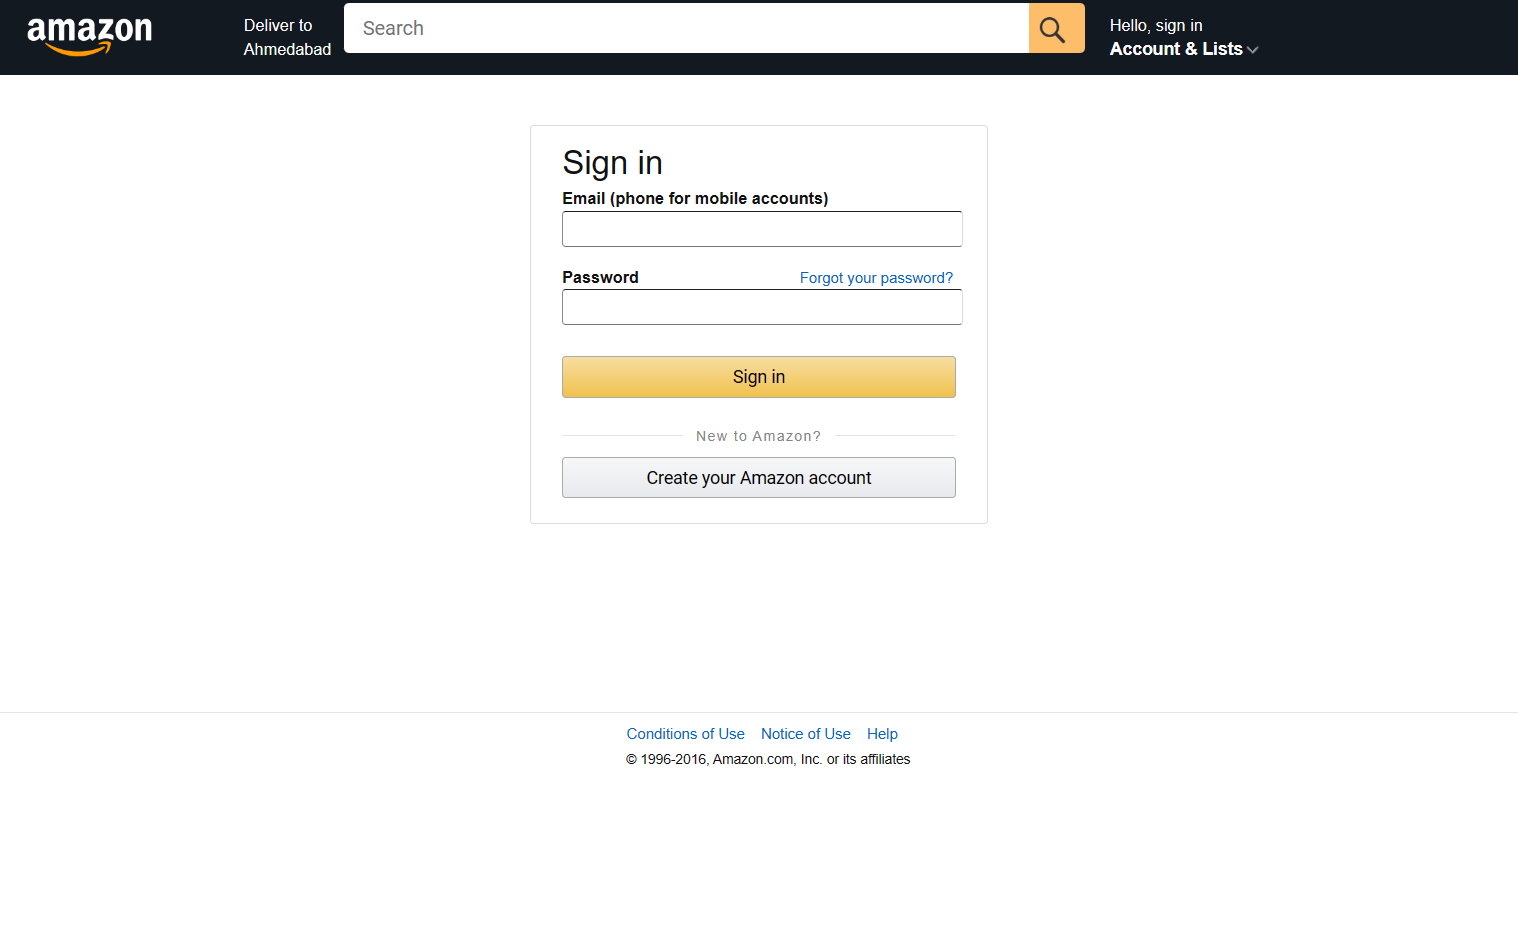 amazon
Deliver to
Ahmedabad
Search
Hello, sign in
Account & Lists
Sign in
Email (phone for mobile accounts)
Password
Forgot your password?
Sign in
New to Amazon?
Create your Amazon account
Conditions of Use Notice of Use Help
© 1996-2016, Amazon.com, Inc. or its affiliates